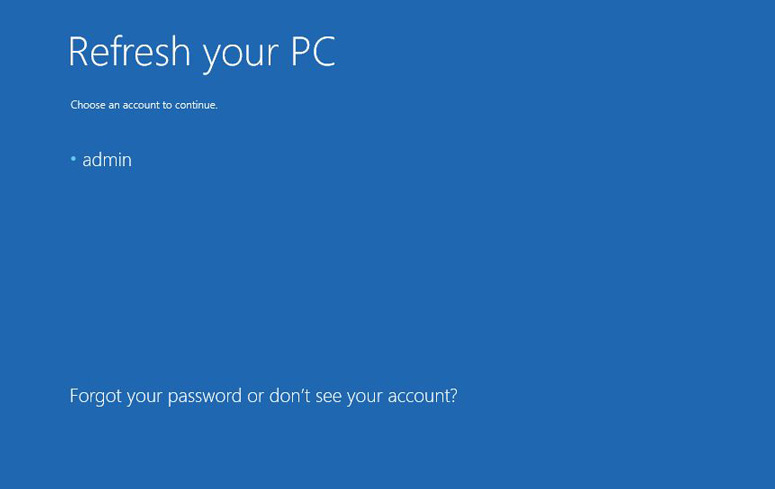 Refresh your PC
Choose an account to continue.
admin
Forgot your password or don't see your account?